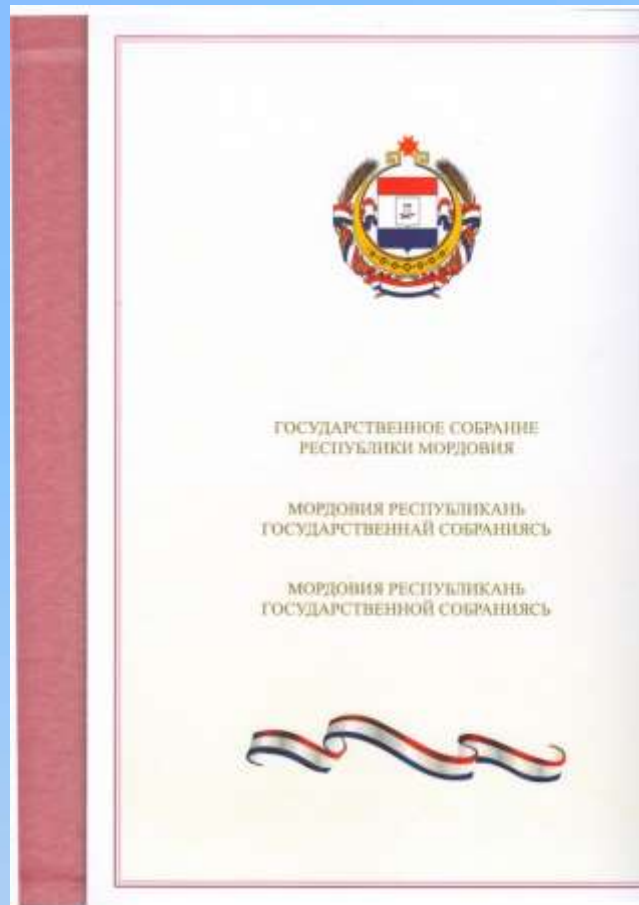 ГОСУДАРСТВЕННОЕ СОБРАНИЕ
РЕСПУБЛИКИ МОРДОВИЯ
МОРДОВИЯ РЕСПУБЛИКАНЬ
ГОСУДАРСТВЕННАЙ СОБРАНИЯСЬ
МОРДОВИЯ РЕСПУБЛИКАНЬ
ГОСУДАРСТВЕННОЙ СОБРАНИЯСЬ